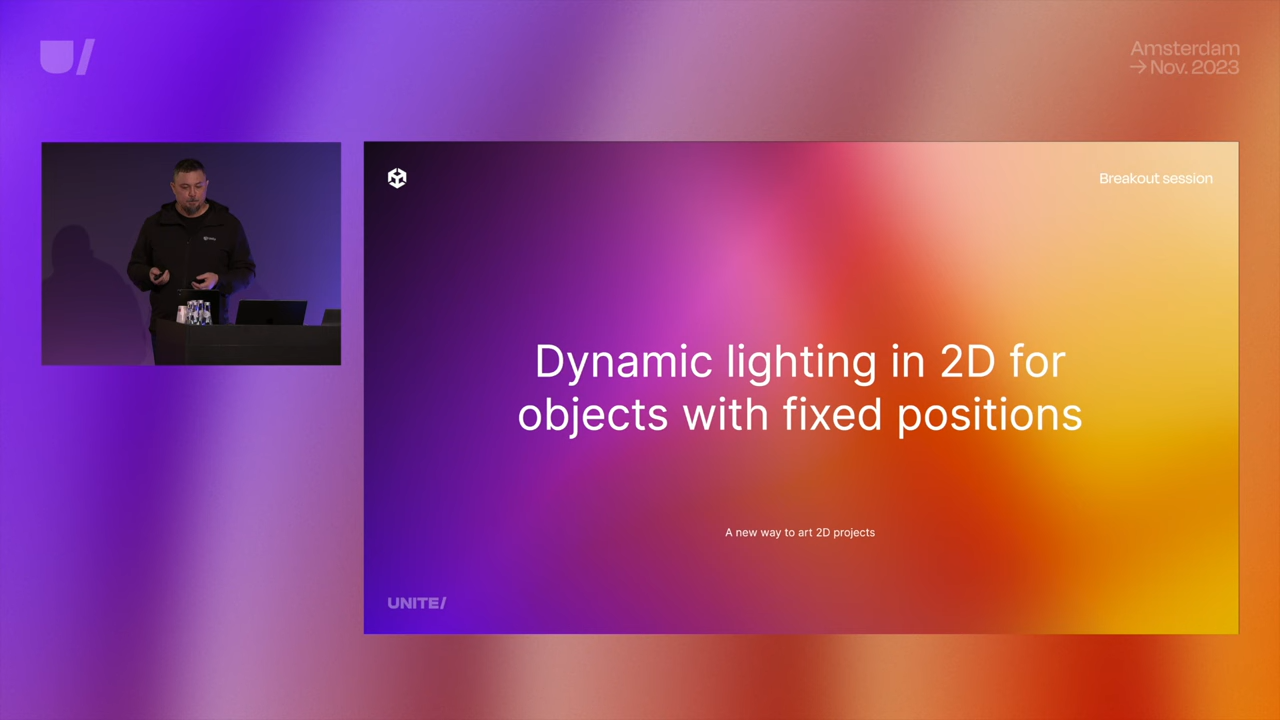 U/
Amsterdam
→ Nov. 2023
Breakout session
Dynamic lighting in 2D for
objects with fixed positions
A new way to art 2D projects
UNITE/